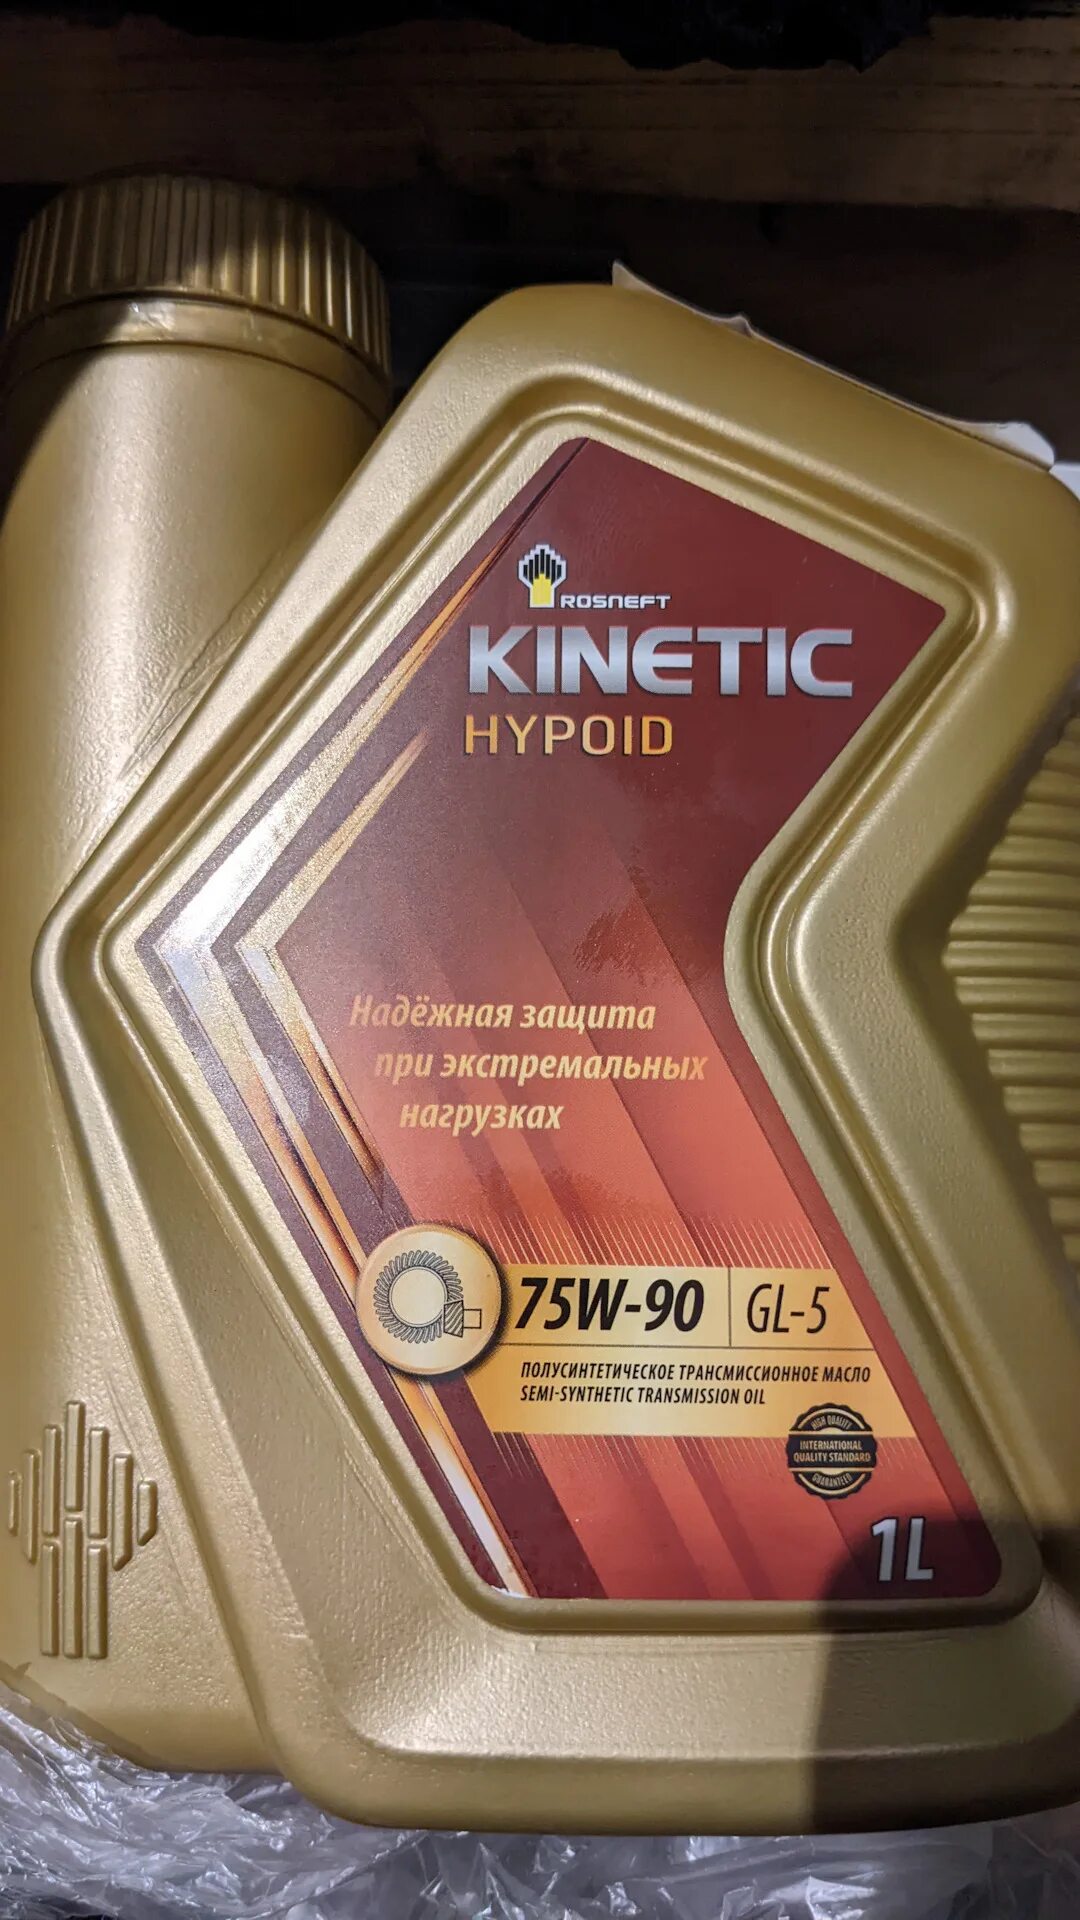 ROSNEFT
KINETIC
HYPOID
Надёжная защита
при экстремальных
нагрузках
75W-90 GL-5
ПОЛУСИНТЕТИЧЕСКОЕ ТРАНСМИССИОННОЕ МАСЛО
SEMI-SYNTHETIC TRANSMISSION OIL
HIGH QUALITY
INTERNATIONAL
QUALITY STANDARD
GUARANTEED
1L